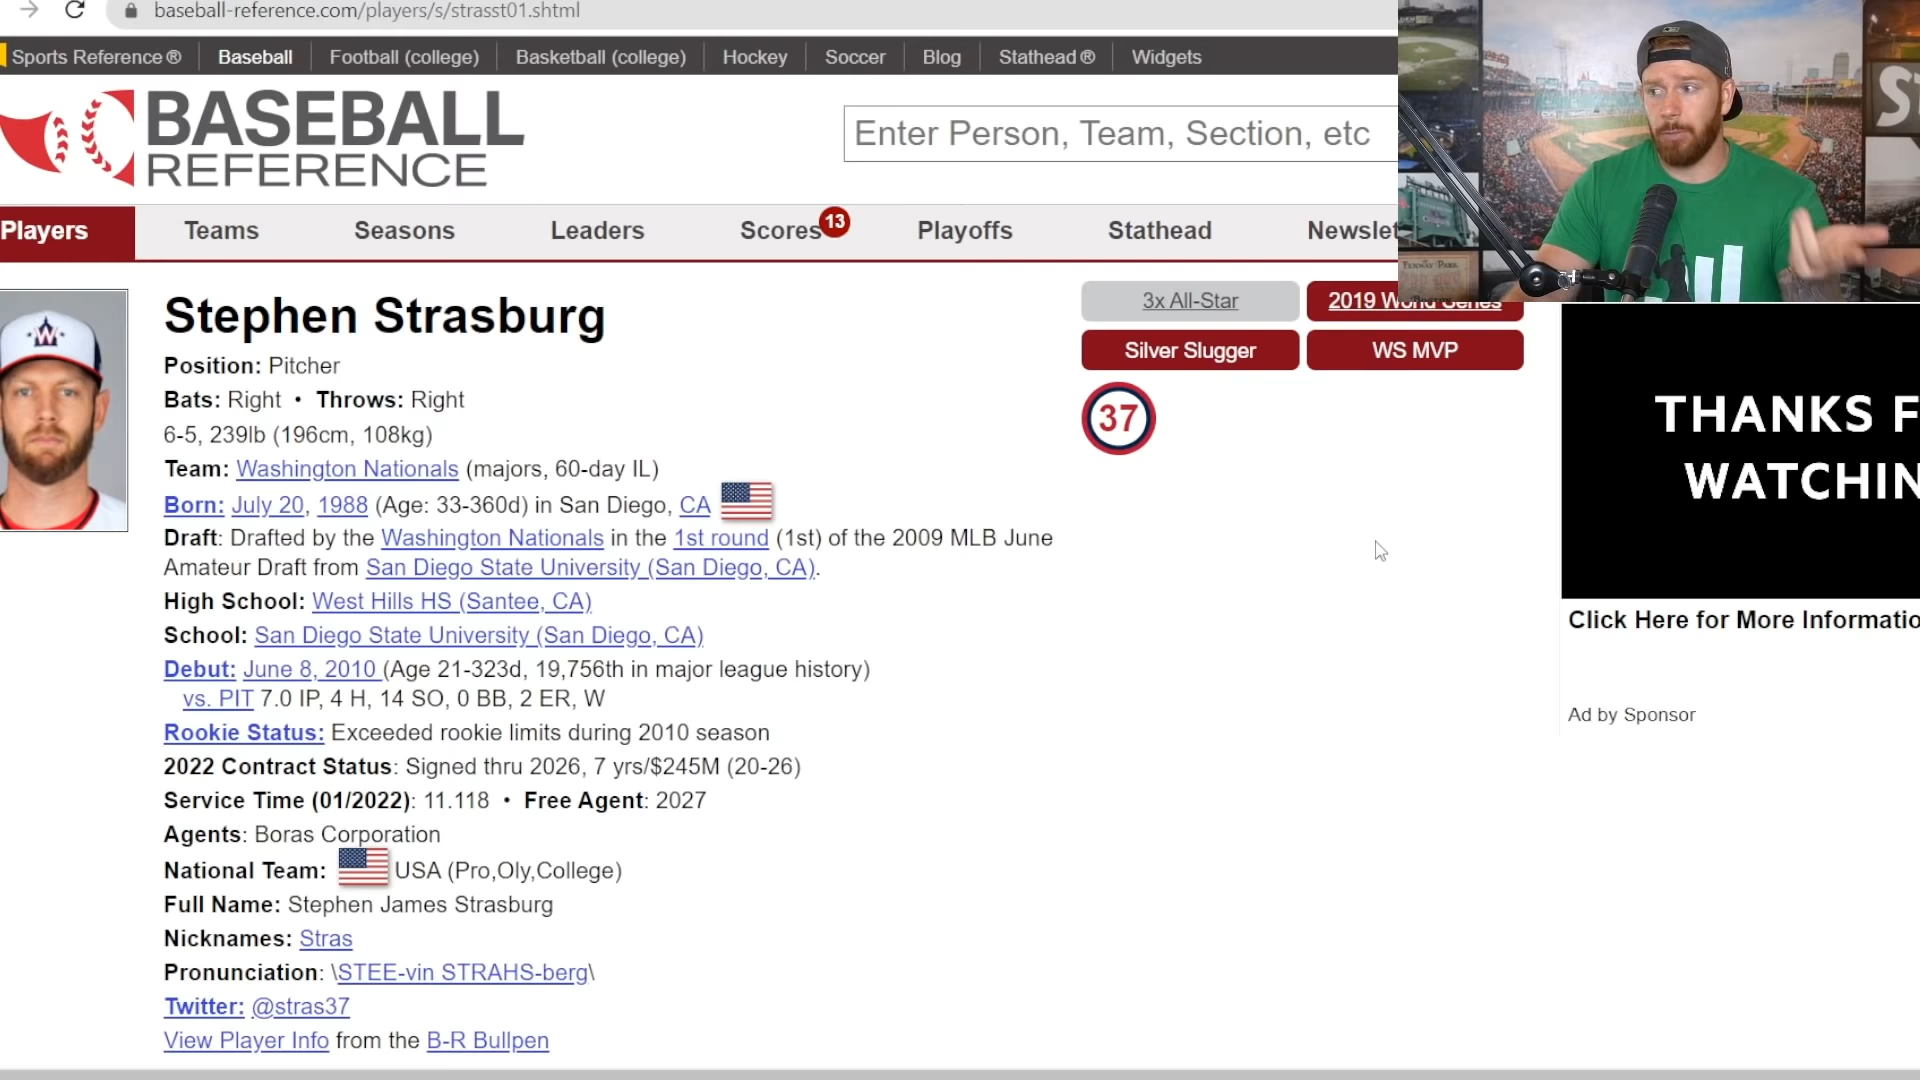 baseball-reference.com/players/s/strasst01.shtml
Sports Reference ® Baseball Football (college) Basketball (college) Hockey Soccer Blog Stathead ® Widgets
BASEBALL
REFERENCE
Enter Person, Team, Section, etc
Players Teams Seasons Leaders Scores 13 Playoffs Stathead Newslet
FENWAY PARK
Stephen Strasburg
3x All-Star 2019 World Series
Silver Slugger WS MVP
37
W
Position: Pitcher
Bats: Right • Throws: Right
6-5, 239lb (196cm, 108kg)
Team: Washington Nationals (majors, 60-day IL)
Born: July 20, 1988 (Age: 33-360d) in San Diego, CA
Draft: Drafted by the Washington Nationals in the 1st round (1st) of the 2009 MLB June
Amateur Draft from San Diego State University (San Diego, CA).
High School: West Hills HS (Santee, CA)
School: San Diego State University (San Diego, CA)
Debut: June 8, 2010 (Age 21-323d, 19,756th in major league history)
vs. PIT 7.0 IP, 4 H, 14 SO, 0 BB, 2 ER, W
Rookie Status: Exceeded rookie limits during 2010 season
2022 Contract Status: Signed thru 2026, 7 yrs/$245M (20-26)
Service Time (01/2022): 11.118 • Free Agent: 2027
Agents: Boras Corporation
National Team: USA (Pro,Oly,College)
Full Name: Stephen James Strasburg
Nicknames: Stras
Pronunciation: \STEE-vin STRAHS-berg\
Twitter: @stras37
View Player Info from the B-R Bullpen
THANKS F
WATCHIN
Click Here for More Informatio
Ad by Sponsor